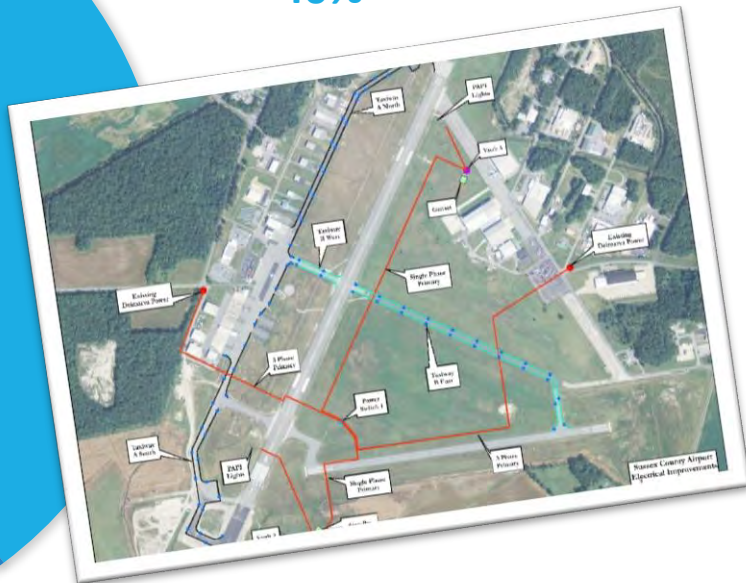 PAPI
Lights
Taxiway
A North
Vault 1
Taxiway
B West
Existing
Delmarva Power
Existing
Delmarva Power
Single Phase
Primary
3 Phase
Primary
Taxiway
B East
Power
Switch 1
Taxiway
A South
PAPI
Lights
Single Phase
Primary
3 Phase
Primary
Sussex County Airport
Electrical Improvements